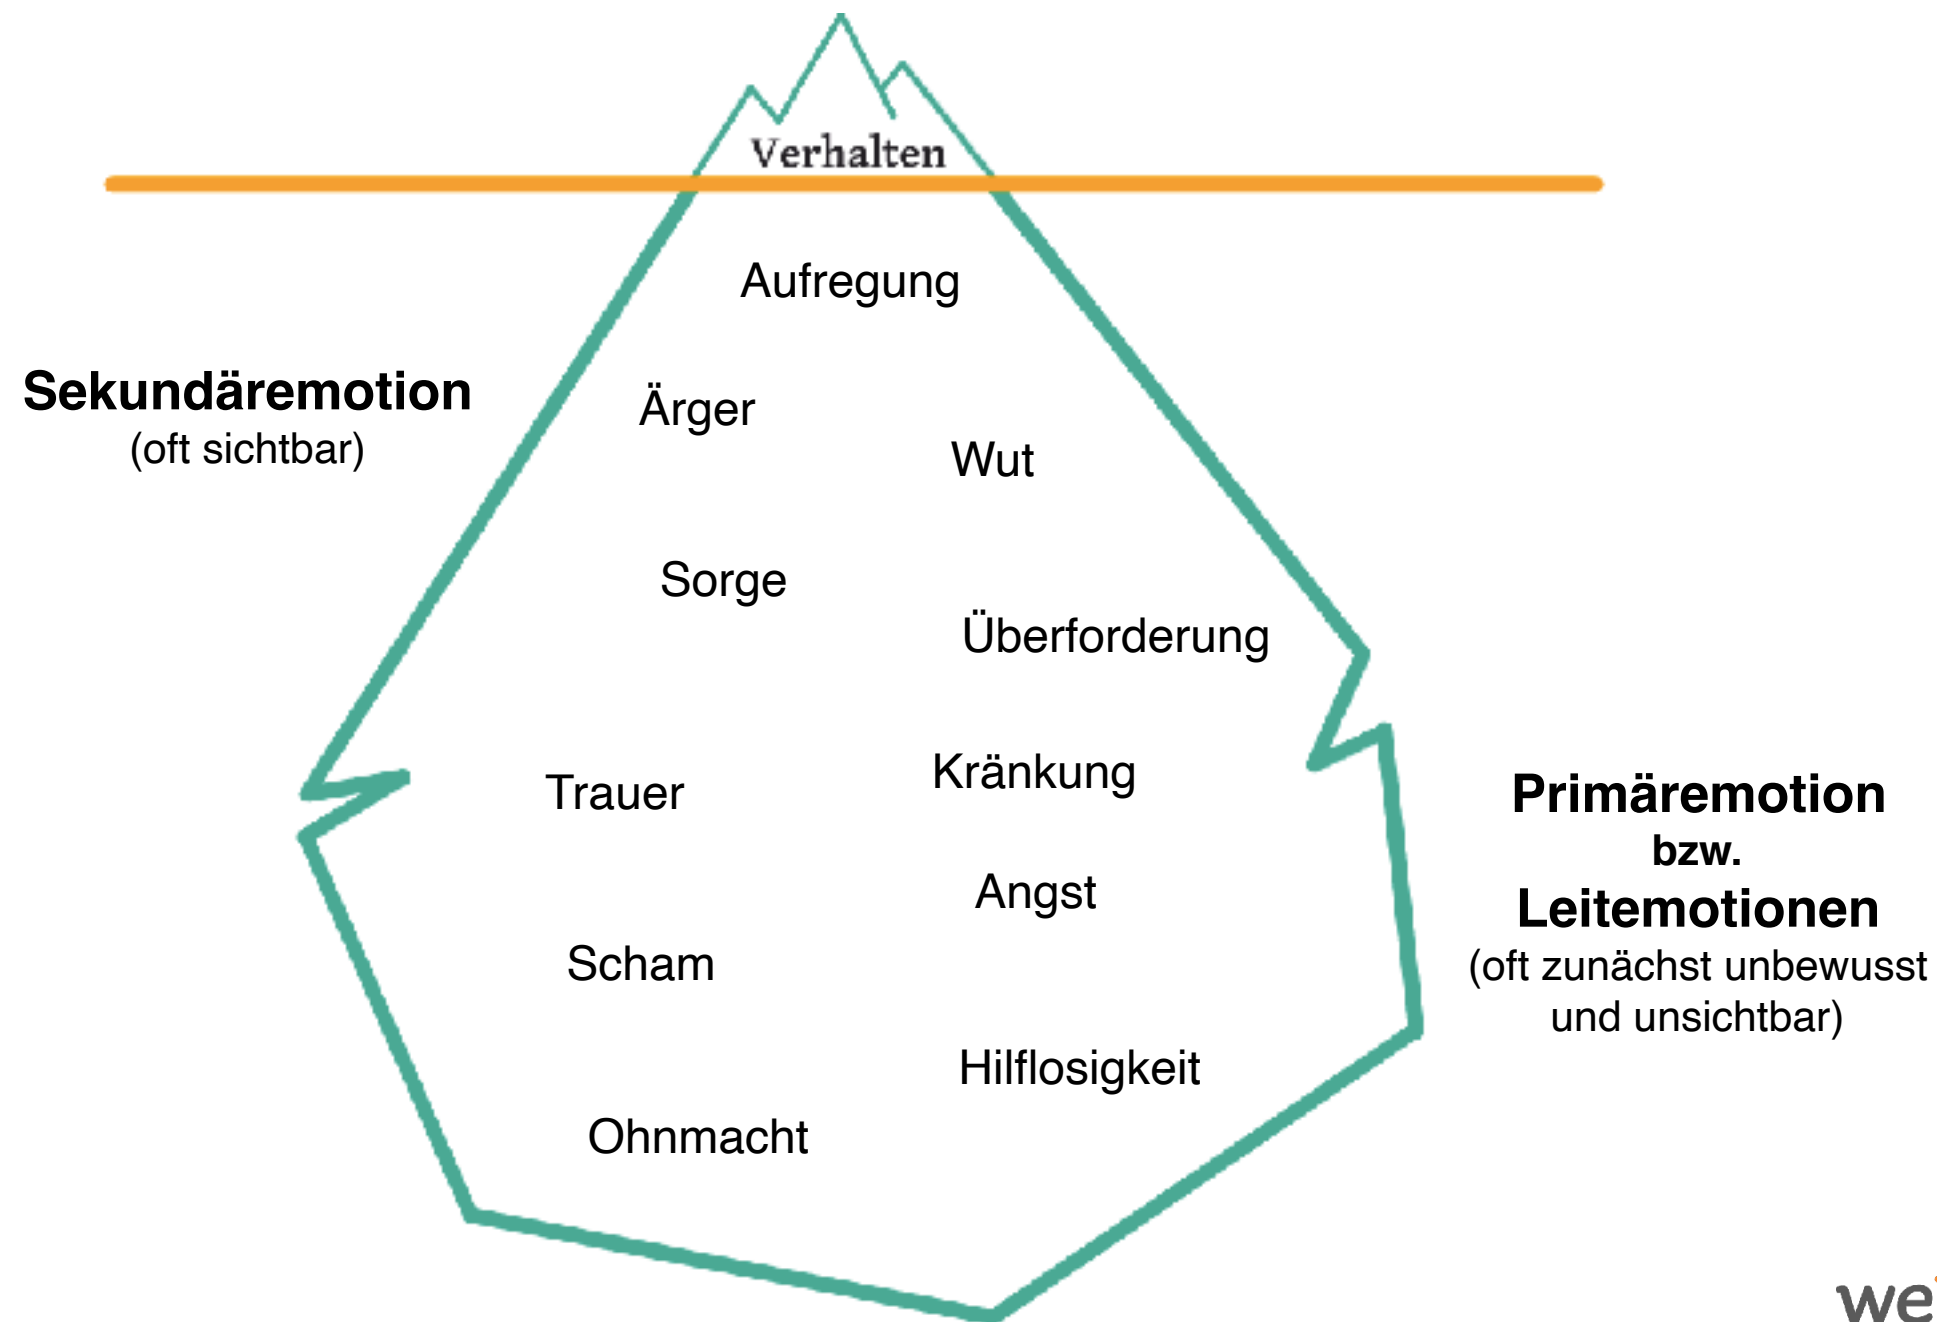 Verhalten
Aufregung
Sekundäremotion
(oft sichtbar)
Ärger
Wut
Sorge
Überforderung
Trauer
Kränkung
Primäremotion
bzw.
Leitemotionen
(oft zunächst unbewusst
und unsichtbar)
Angst
Scham
Hilflosigkeit
Ohnmacht
we